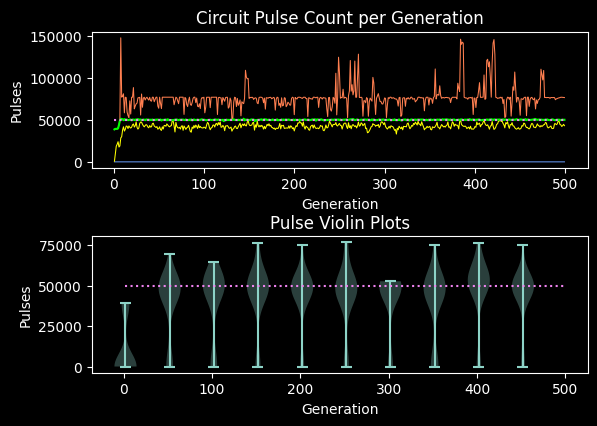 Circuit Pulse Count per Generation
150000
100000
50000
0
Pulses
0 100 200 300 400 500
Generation
Pulse Violin Plots
75000
50000
25000
0
Pulses
0 100 200 300 400 500
Generation